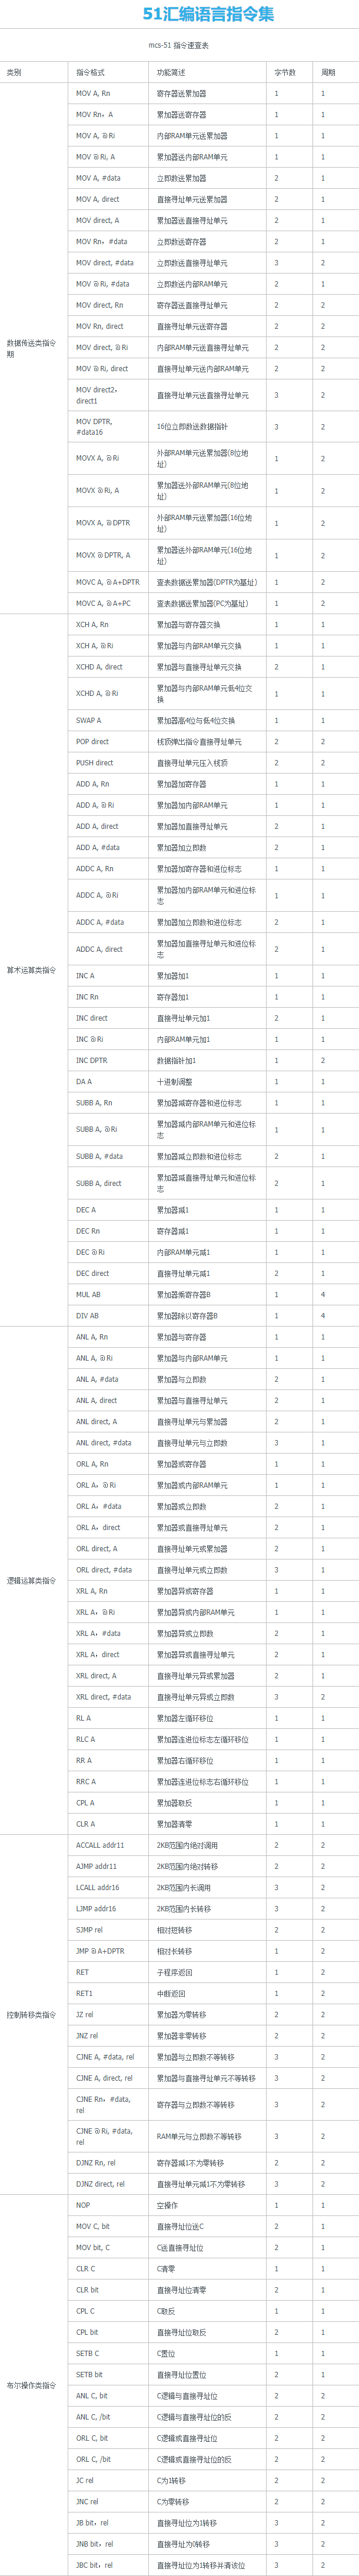 51汇编语言指令集
mcs-51 指令速查表
类别 指令格式 功能简述 字节数 周期
数据传送类指令期
MOV A, Rn 寄存器送累加器 1 1
MOV Rn, A 累加器送寄存器 1 1
MOV A, @Ri 内部RAM单元送累加器 1 1
MOV @Ri, A 累加器送内部RAM单元 1 1
MOV A, #data 立即数送累加器 2 1
MOV A, direct 直接寻址单元送累加器 2 1
MOV direct, A 累加器送直接寻址单元 2 1
MOV Rn, #data 立即数送寄存器 2 1
MOV direct, #data 立即数送直接寻址单元 3 2
MOV @Ri, #data 立即数送内部RAM单元 2 1
MOV direct, Rn 寄存器送直接寻址单元 2 2
MOV Rn, direct 直接寻址单元送寄存器 2 2
MOV direct, @Ri 内部RAM单元送直接寻址单元 2 2
MOV @Ri, direct 直接寻址单元送内部RAM单元 2 2
MOV direct2, direct1 直接寻址单元送直接寻址单元 3 2
MOV DPTR, #data16 16位立即数送数据指针 3 2
MOVX A, @Ri 外部RAM单元送累加器(8位地址) 1 2
MOVX @Ri, A 累加器送外部RAM单元(8位地址) 1 2
MOVX A, @DPTR 外部RAM单元送累加器(16位地址) 1 2
MOVX @DPTR, A 累加器送外部RAM单元(16位地址) 1 2
MOVC A, @A+DPTR 查表数据送累加器(DPTR为基址) 1 2
MOVC A, @A+PC 查表数据送累加器(PC为基址) 1 2
算术运算类指令
XCH A, Rn 累加器与寄存器交换 1 1
XCH A, @Ri 累加器与内部RAM单元交换 1 1
XCHD A, direct 累加器与直接寻址单元交换 2 1
XCHD A, @Ri 累加器与内部RAM单元低4位交换 1 1
SWAP A 累加器高4位与低4位交换 1 1
POP direct 栈顶弹出指令直接寻址单元 2 2
PUSH direct 直接寻址单元压入栈顶 2 2
ADD A, Rn 累加器加寄存器 1 1
ADD A, @Ri 累加器加内部RAM单元 1 1
ADD A, direct 累加器加直接寻址单元 2 1
ADD A, #data 累加器加立即数 2 1
ADDC A, Rn 累加器加寄存器和进位标志 1 1
ADDC A, @Ri 累加器加内部RAM单元和进位标志 1 1
ADDC A, #data 累加器加立即数和进位标志 2 1
ADDC A, direct 累加器加直接寻址单元和进位标志 2 1
INC A 累加器加1 1 1
INC Rn 寄存器加1 1 1
INC direct 直接寻址单元加1 2 1
INC @Ri 内部RAM单元加1 1 1
INC DPTR 数据指针加1 1 2
DA A 十进制调整 1 1
SUBB A, Rn 累加器减寄存器和进位标志 1 1
SUBB A, @Ri 累加器减内部RAM单元和进位标志 1 1
SUBB A, #data 累加器减立即数和进位标志 2 1
SUBB A, direct 累加器减直接寻址单元和进位标志 2 1
DEC A 累加器减1 1 1
DEC Rn 寄存器减1 1 1
DEC @Ri 内部RAM单元减1 1 1
DEC direct 直接寻址单元减1 2 1
MUL AB 累加器乘寄存器B 1 4
DIV AB 累加器除以寄存器B 1 4
逻辑运算类指令
ANL A, Rn 累加器与寄存器 1 1
ANL A, @Ri 累加器与内部RAM单元 1 1
ANL A, #data 累加器与立即数 2 1
ANL A, direct 累加器与直接寻址单元 2 1
ANL direct, A 直接寻址单元与累加器 2 1
ANL direct, #data 直接寻址单元与立即数 3 1
ORL A, Rn 累加器或寄存器 1 1
ORL A, @Ri 累加器或内部RAM单元 1 1
ORL A, #data 累加器或立即数 2 1
ORL A, direct 累加器或直接寻址单元 2 1
ORL direct, A 直接寻址单元或累加器 2 1
ORL direct, #data 直接寻址单元或立即数 3 1
XRL A, Rn 累加器异或寄存器 1 1
XRL A, @Ri 累加器异或内部RAM单元 1 1
XRL A, #data 累加器异或立即数 2 1
XRL A, direct 累加器异或直接寻址单元 2 1
XRL direct, A 直接寻址单元异或累加器 2 1
XRL direct, #data 直接寻址单元异或立即数 3 2
RL A 累加器左循环移位 1 1
RLC A 累加器连进位标志左循环移位 1 1
RR A 累加器右循环移位 1 1
RRC A 累加器连进位标志右循环移位 1 1
CPL A 累加器取反 1 1
CLR A 累加器清零 1 1
控制转移类指令
ACCALL addr11 2KB范围内绝对调用 2 2
AJMP addr11 2KB范围内绝对转移 2 2
LCALL addr16 2KB范围内长调用 3 2
LJMP addr16 2KB范围内长转移 3 2
SJMP rel 相对短转移 2 2
JMP @A+DPTR 相对长转移 1 2
RET 子程序返回 1 2
RET1 中断返回 1 2
JZ rel 累加器为零转移 2 2
JNZ rel 累加器非零转移 2 2
CJNE A, #data, rel 累加器与立即数不等转移 3 2
CJNE A, direct, rel 累加器与直接寻址单元不等转移 3 2
CJNE Rn, #data, rel 寄存器与立即数不等转移 3 2
CJNE @Ri, #data, rel RAM单元与立即数不等转移 3 2
DJNZ Rn, rel 寄存器减1不为零转移 2 2
DJNZ direct, rel 直接寻址单元减1不为零转移 3 2
布尔操作类指令
NOP 空操作 1 1
MOV C, bit 直接寻址位送C 2 1
MOV bit, C C送直接寻址位 2 1
CLR C C清零 1 1
CLR bit 直接寻址位清零 2 1
CPL C C取反 1 1
CPL bit 直接寻址位取反 2 1
SETB C C置位 1 1
SETB bit 直接寻址位置位 2 1
ANL C, bit C逻辑与直接寻址位 2 2
ANL C, /bit C逻辑与直接寻址位的反 2 2
ORL C, bit C逻辑或直接寻址位 2 2
ORL C, /bit C逻辑或直接寻址位的反 2 2
JC rel C为1转移 2 2
JNC rel C为零转移 2 2
JB bit, rel 直接寻址位为1转移 3 2
JNB bit, rel 直接寻址为0转移 3 2
JBC bit, rel 直接寻址位为1转移并清该位 3 2